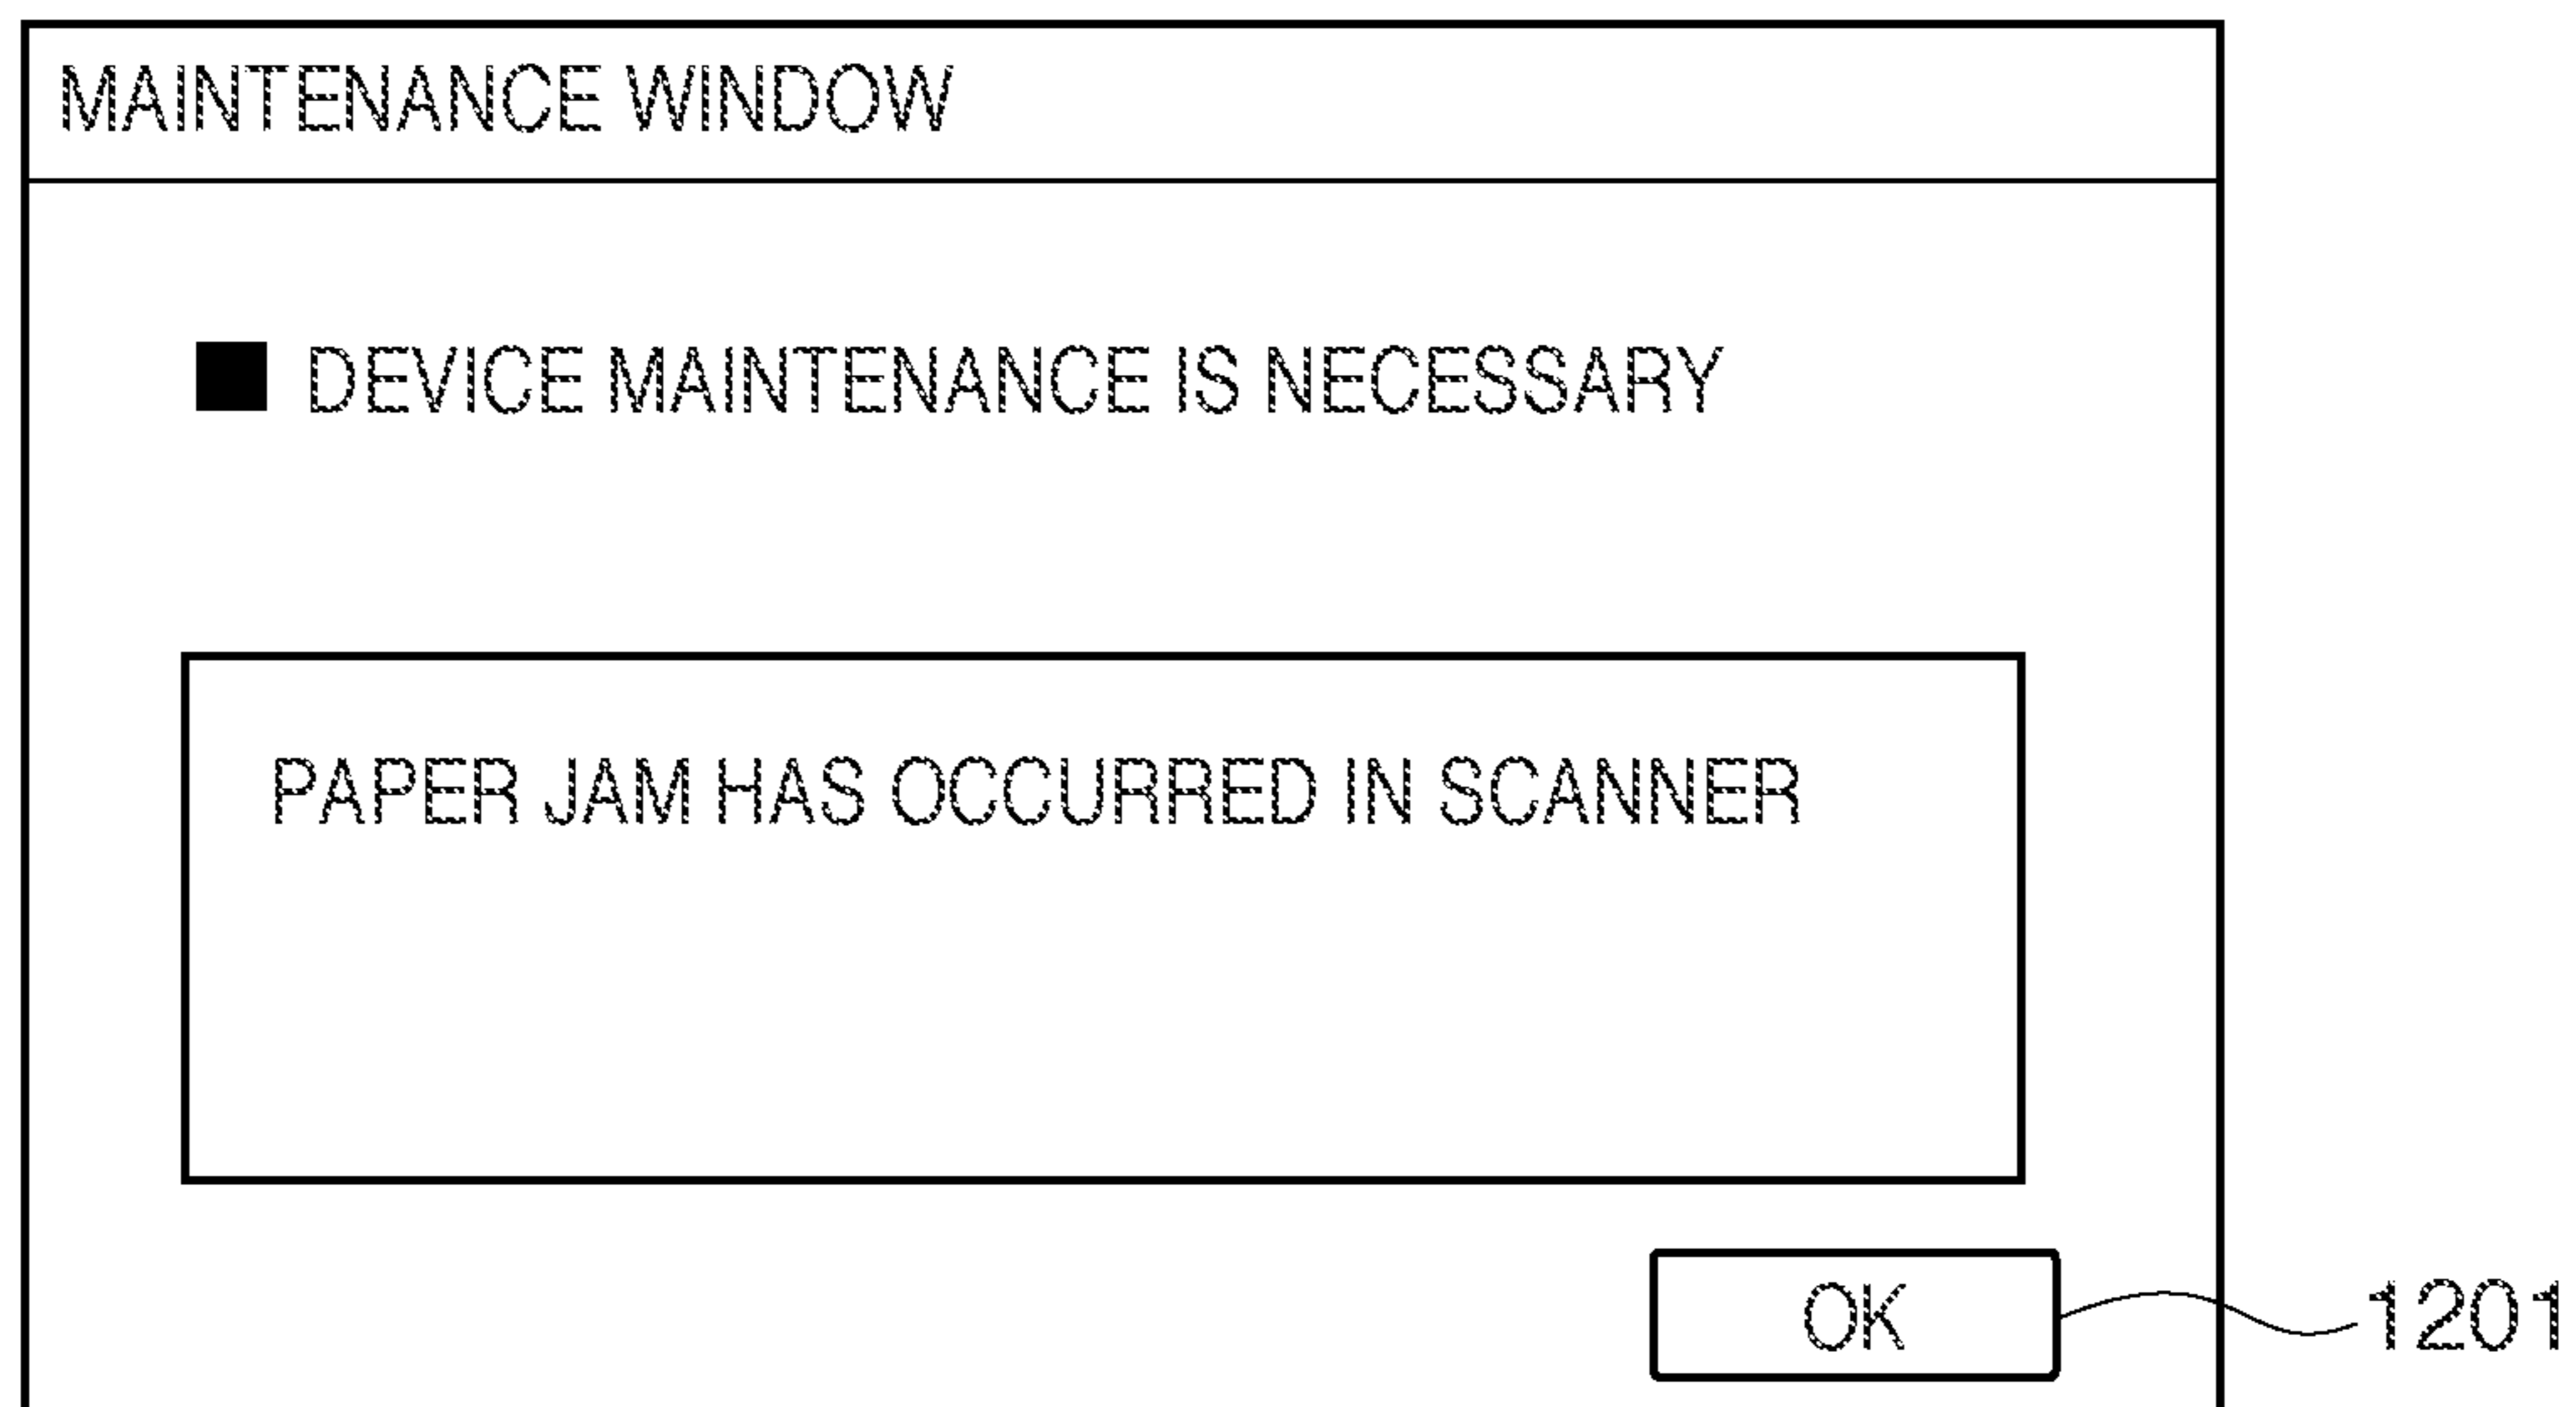 MAINTENANCE WINDOW
■ DEVICE MAINTENANCE IS NECESSARY
PAPER JAM HAS OCCURRED IN SCANNER
OK
1201